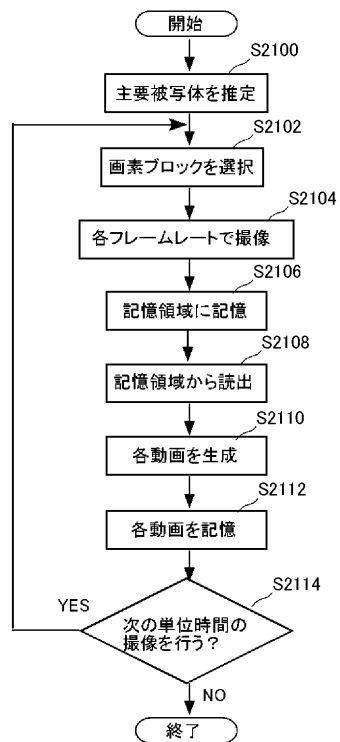 開始
S2100
主要被写体を推定
S2102
画素ブロックを選択
S2104
各フレームレートで撮像
S2106
記憶領域に記憶
S2108
記憶領域から読出
S2110
各動画を生成
S2112
各動画を記憶
S2114
YES
次の単位時間の
撮像を行う？
NO
終了